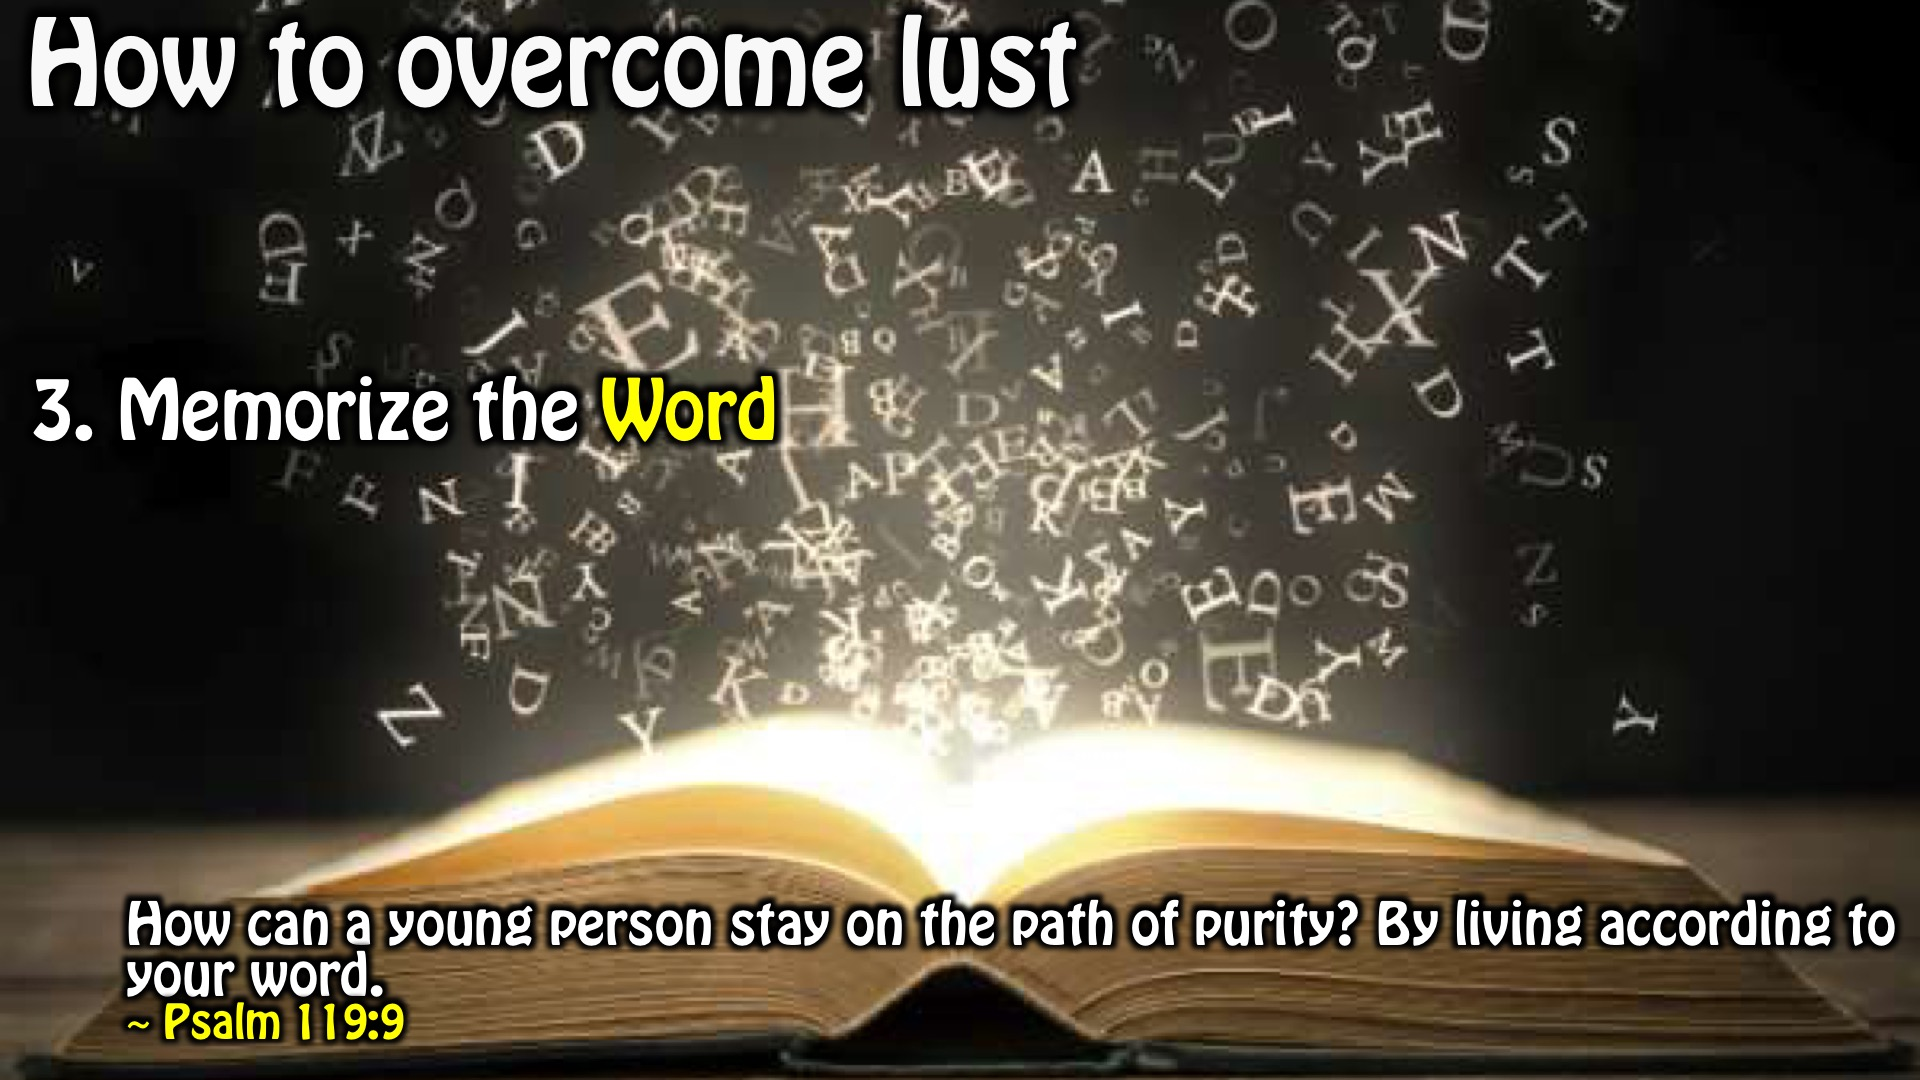 How to overcome lust
3. Memorize the Word
How can a young person stay on the path of purity? By living according to
your word.
~ Psalm 119:9